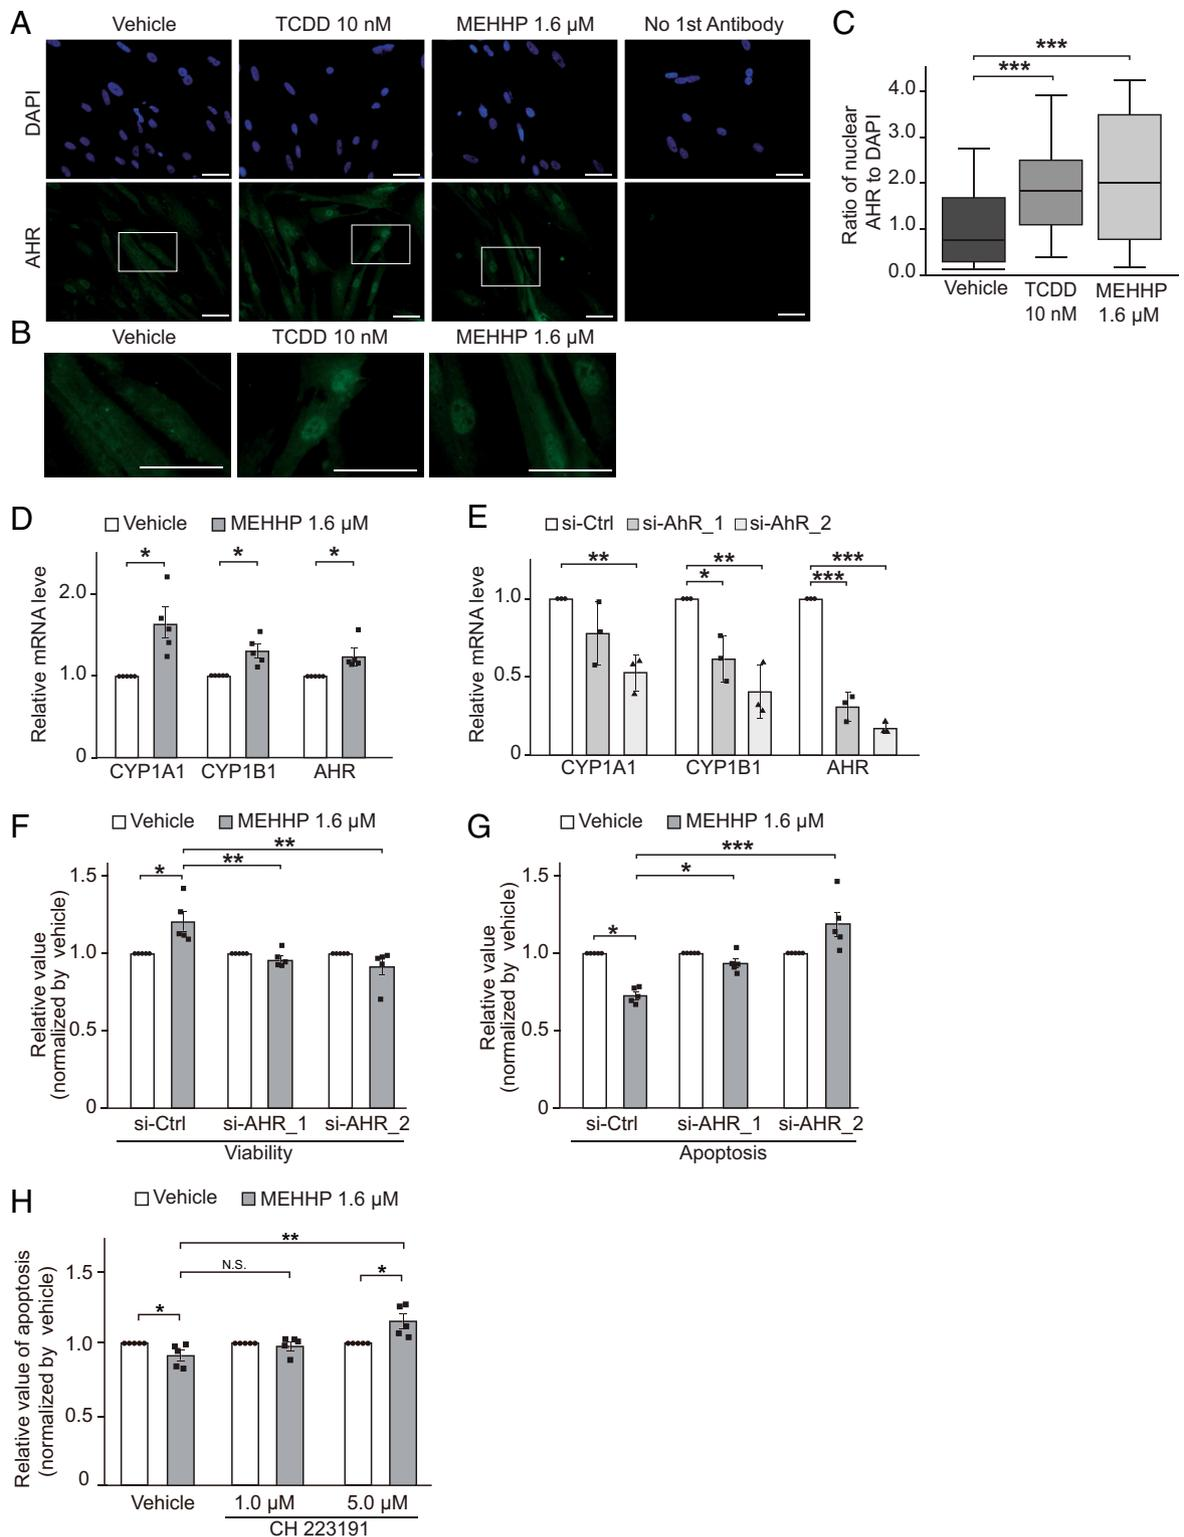 A
Vehicle
TCDD 10 nM
MEHHP 1.6 µM
No 1st Antibody
DAPI
AHR
B
Vehicle
TCDD 10 nM
MEHHP 1.6 µM
C
***
***
Ratio of nuclear
AHR to DAPI
4.0
3.0
2.0
1.0
0.0
Vehicle
TCDD
10 nM
MEHHP
1.6 µM
D
Vehicle
MEHHP 1.6 µM
Relative mRNA leve
2.0
1.0
0
* * *
CYP1A1
CYP1B1
AHR
E
si-Ctrl
si-AhR_1
si-AhR_2
Relative mRNA leve
1.0
0.5
0
** ** ***
* ***
CYP1A1
CYP1B1
AHR
F
Vehicle
MEHHP 1.6 µM
Relative value
(normalized by vehicle)
1.5
1.0
0.5
0
**
* **
si-Ctrl
si-AHR_1
si-AHR_2
Viability
G
Vehicle
MEHHP 1.6 µM
Relative value
(normalized by vehicle)
1.5
1.0
0.5
0
***
*
*
si-Ctrl
si-AHR_1
si-AHR_2
Apoptosis
H
Vehicle
MEHHP 1.6 µM
Relative value of apoptosis
(normalized by vehicle)
1.5
1.0
0.5
0
**
N.S.
*
*
Vehicle
1.0 µM
5.0 µM
CH 223191